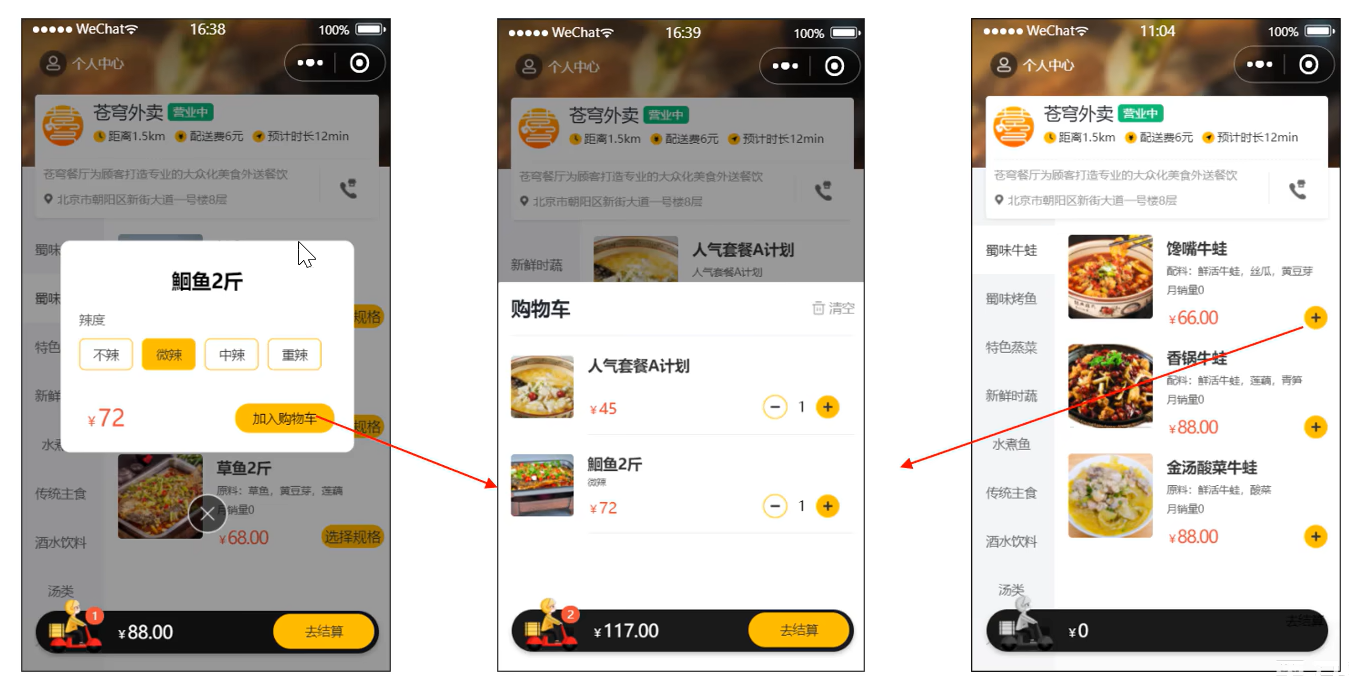 ●●●●● WeChat 16:38 100%
个人中心
苍穹外卖 营业中
距离1.5km 配送费6元 预计时长12min
苍穹餐厅为顾客打造专业的大众化美食外送餐饮
北京市朝阳区新街大道一号楼8层
蜀味
鮰鱼2斤
辣度
蜀味
规格
不辣 微辣 中辣 重辣
特色
新鲜
¥72 加入购物车
规格
水煮
草鱼2斤
原料：草鱼，黄豆芽，莲藕
传统主食
月销量0
¥68.00 选择规格
酒水饮料
汤类
1
¥88.00 去结算
●●●●● WeChat 16:39 100%
个人中心
苍穹外卖 营业中
距离1.5km 配送费6元 预计时长12min
苍穹餐厅为顾客打造专业的大众化美食外送餐饮
北京市朝阳区新街大道一号楼8层
人气套餐A计划
新鲜时蔬
人气套餐A计划
购物车 清空
人气套餐A计划
¥45 1
鮰鱼2斤
微辣
¥72 1
2
¥117.00 去结算
●●●●● WeChat 11:04 100%
个人中心
苍穹外卖 营业中
距离1.5km 配送费6元 预计时长12min
苍穹餐厅为顾客打造专业的大众化美食外送餐饮
北京市朝阳区新街大道一号楼8层
蜀味牛蛙
馋嘴牛蛙
配料：鲜活牛蛙，丝瓜，黄豆芽
月销量0
蜀味烤鱼
¥66.00
特色蒸菜
香锅牛蛙
配料：鲜活牛蛙，莲藕，青笋
新鲜时蔬
月销量0
¥88.00
水煮鱼
金汤酸菜牛蛙
原料：鲜活牛蛙，酸菜
传统主食
月销量0
¥88.00
酒水饮料
汤类
¥0 去结算